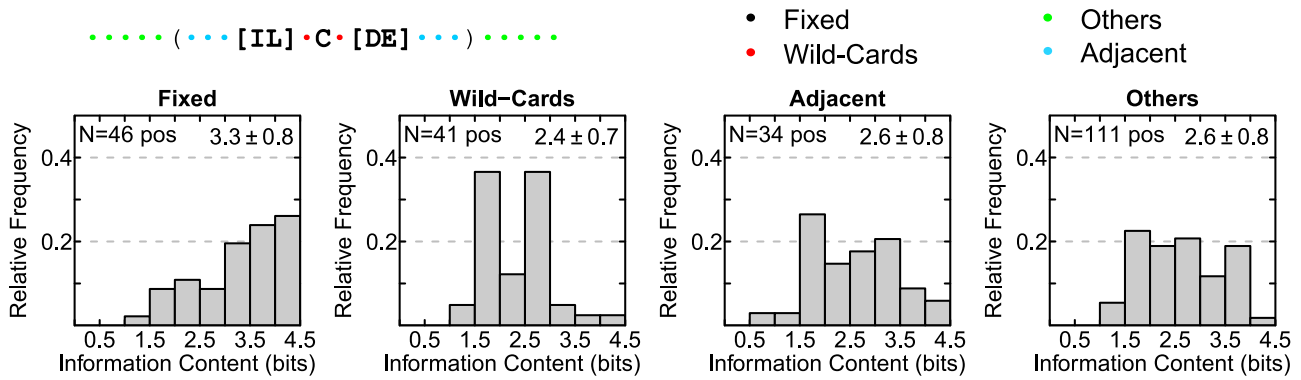 ·····(···[IL]·C·[DE]···)·····
• Fixed
• Wild-Cards
• Others
• Adjacent
Fixed
N=46 pos 3.3 ± 0.8
Relative Frequency
0.4
0.2
0.5 1.5 2.5 3.5 4.5
Information Content (bits)
Wild−Cards
N=41 pos 2.4 ± 0.7
Relative Frequency
0.4
0.2
0.5 1.5 2.5 3.5 4.5
Information Content (bits)
Adjacent
N=34 pos 2.6 ± 0.8
Relative Frequency
0.4
0.2
0.5 1.5 2.5 3.5 4.5
Information Content (bits)
Others
N=111 pos 2.6 ± 0.8
Relative Frequency
0.4
0.2
0.5 1.5 2.5 3.5 4.5
Information Content (bits)